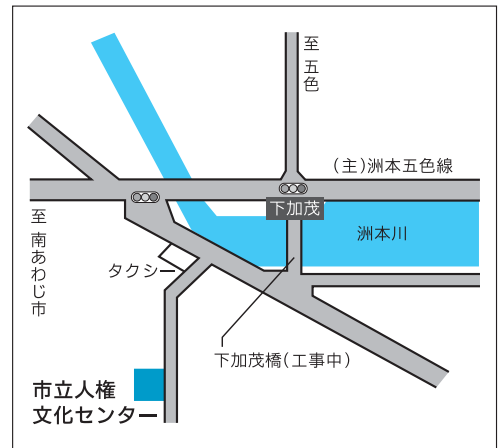 至 五色
(主)洲本五色線
下加茂
洲本川
至 南あわじ市
タクシー
下加茂橋(工事中)
市立人権
文化センター